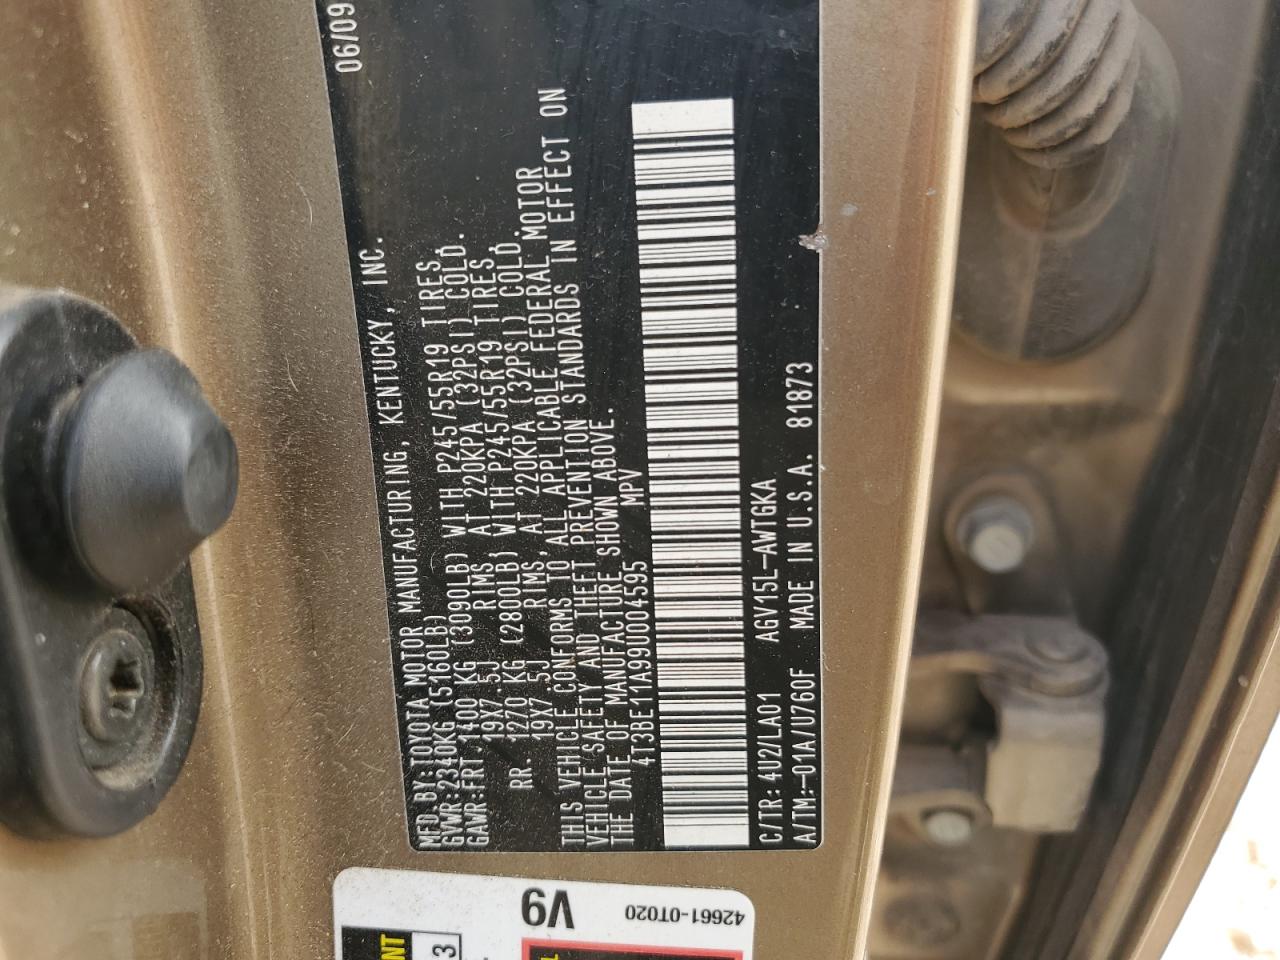 MFD BY: TOYOTA MOTOR MANUFACTURING, KENTUCKY, INC. 06/09
GVWR:2340KG (5160LB)
GAWR:FRT 1400 KG (3090LB) WITH P245/55R19 TIRES,
19X7.5J RIMS, AT 220KPA (32PSI) COLD.
RR. 1270 KG (2800LB) WITH P245/55R19 TIRES,
19X7.5J RIMS, AT 220KPA (32PSI) COLD.
THIS VEHICLE CONFORMS TO ALL APPLICABLE FEDERAL MOTOR
VEHICLE SAFETY AND THEFT PREVENTION STANDARDS IN EFFECT ON
THE DATE OF MANUFACTURE SHOWN ABOVE.
4T3BE11A99U004595 MPV
C/TR: 4U2/LA01 AGV15L-AWTGKA
A/TM:-01A/U760F MADE IN U.S.A. 81873
V9
42661-0T020
NT
3
L